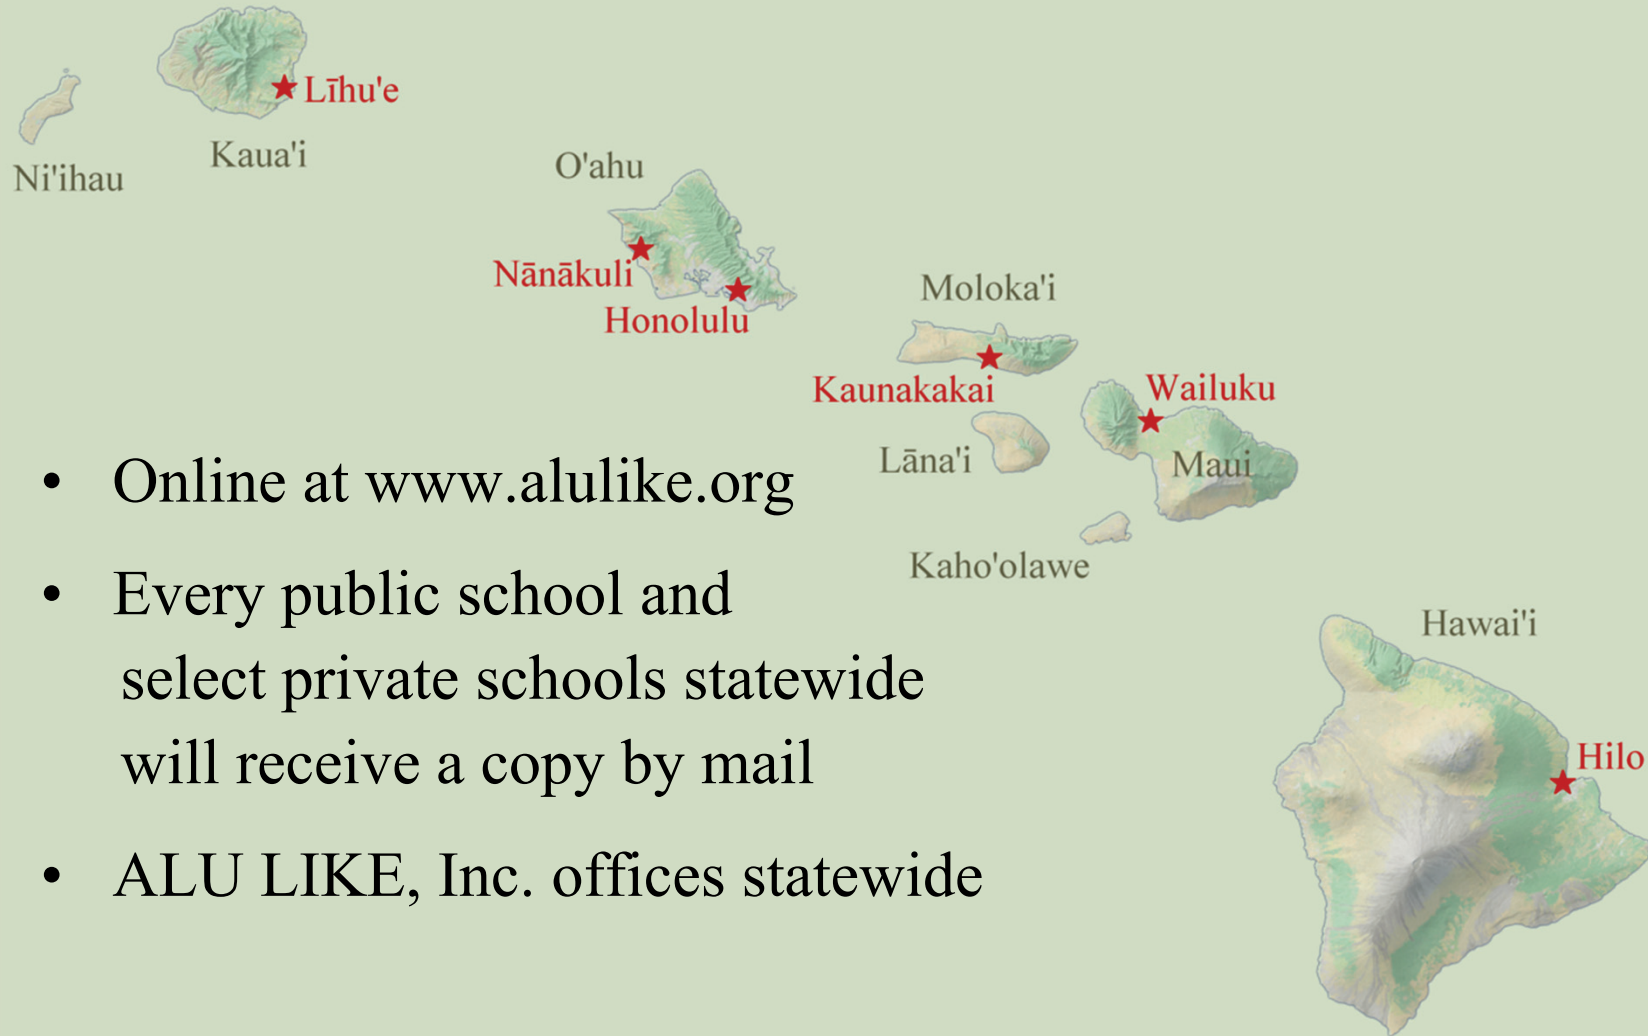 Līhu'e
Kaua'i
Ni'ihau
O'ahu
Nānākuli
Honolulu
Moloka'i
Kaunakakai
Wailuku
Lāna'i
Maui
Kaho'olawe
Hawai'i
Hilo
• Online at www.alulike.org
• Every public school and
select private schools statewide
will receive a copy by mail
• ALU LIKE, Inc. offices statewide